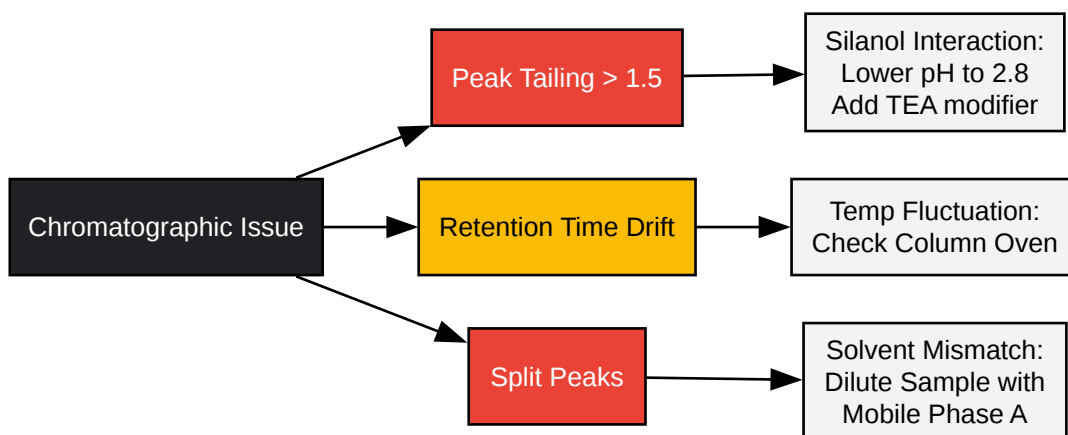 Chromatographic Issue
Peak Tailing > 1.5
Silanol Interaction:
Lower pH to 2.8
Add TEA modifier
Retention Time Drift
Temp Fluctuation:
Check Column Oven
Split Peaks
Solvent Mismatch:
Dilute Sample with
Mobile Phase A